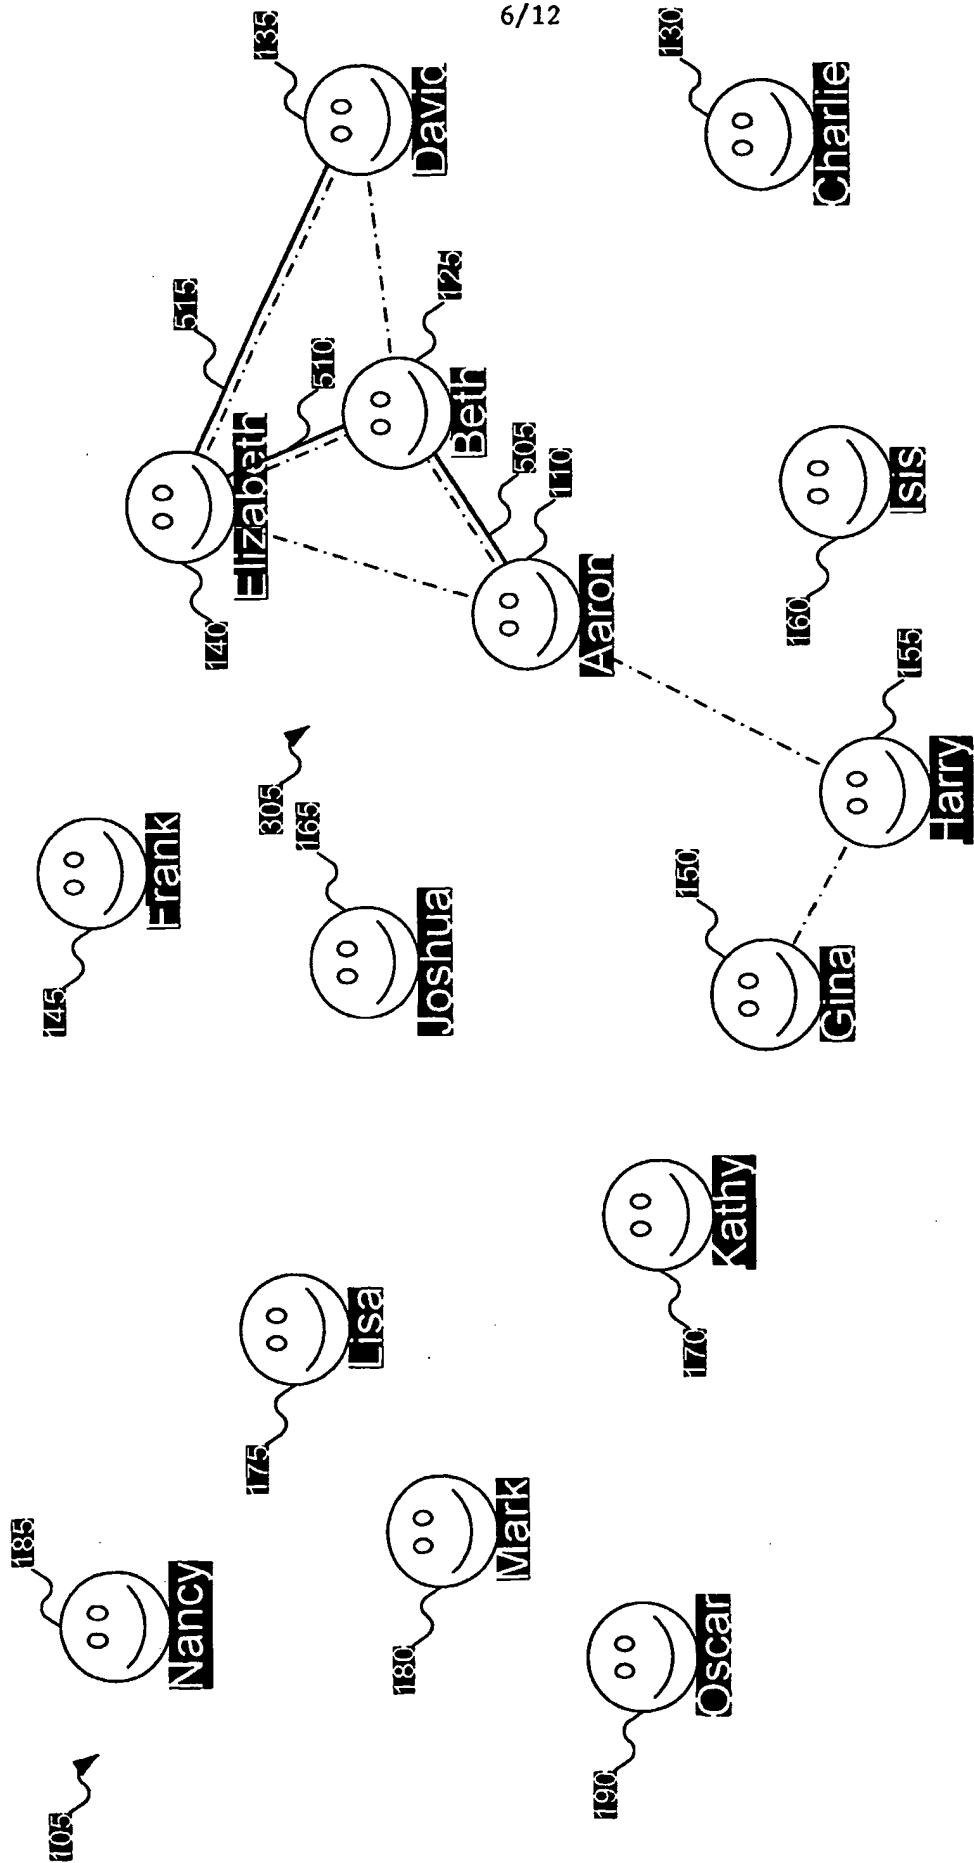 6/12
105
185
Nancy
175
Lisa
180
Mark
190
Oscar
170
Kathy
145
Frank
305
165
Joshua
150
Gina
155
Harry
140
Elizabeth
515
135
David
510
125
Beth
505
110
Aaron
160
Isis
130
Charlie